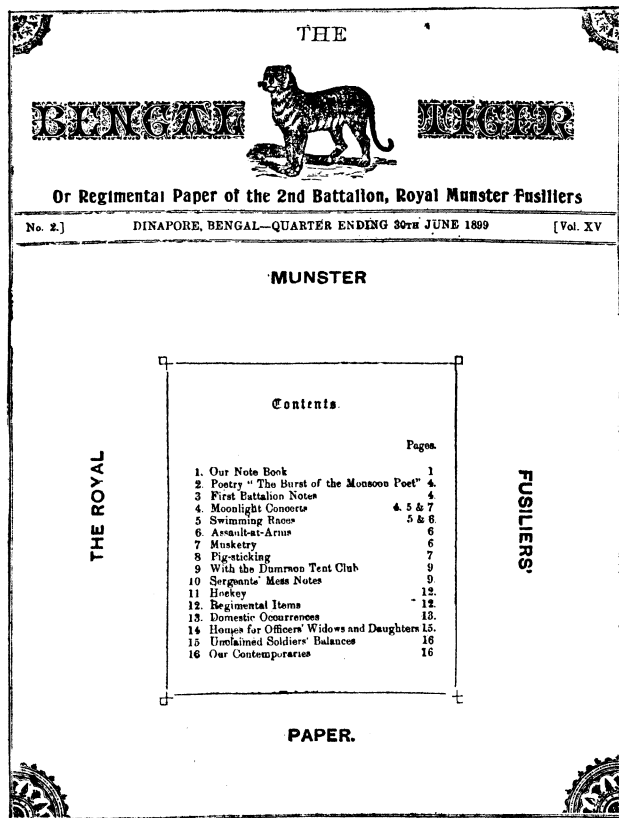 THE
BENGAL TIGER
Or Regimental Paper of the 2nd Battalion, Royal Munster Fusiliers
No. 2.] DINAPORE, BENGAL—QUARTER ENDING 30TH JUNE 1899 [Vol. XV
MUNSTER
THE ROYAL
Contents.
Pages.
1. Our Note Book 1
2. Poetry " The Burst of the Monsoon Poet" 4.
3 First Battalion Notes 4.
4. Moonlight Concerts 4. 5 & 7
5 Swimming Races 5 & 6.
6. Assault-at-Arms 6
7 Musketry 6
8 Pig-sticking 7
9 With the Dumraon Tent Club 9
10 Sergeants' Mess Notes 9.
11 Hockey 12.
12. Regimental Items 12.
13. Domestic Occurrences 13.
14 Homes for Officers' Widows and Daughters 15.
15 Unclaimed Soldiers' Balances 16
16 Our Contemporaries 16
FUSILIERS'
PAPER.